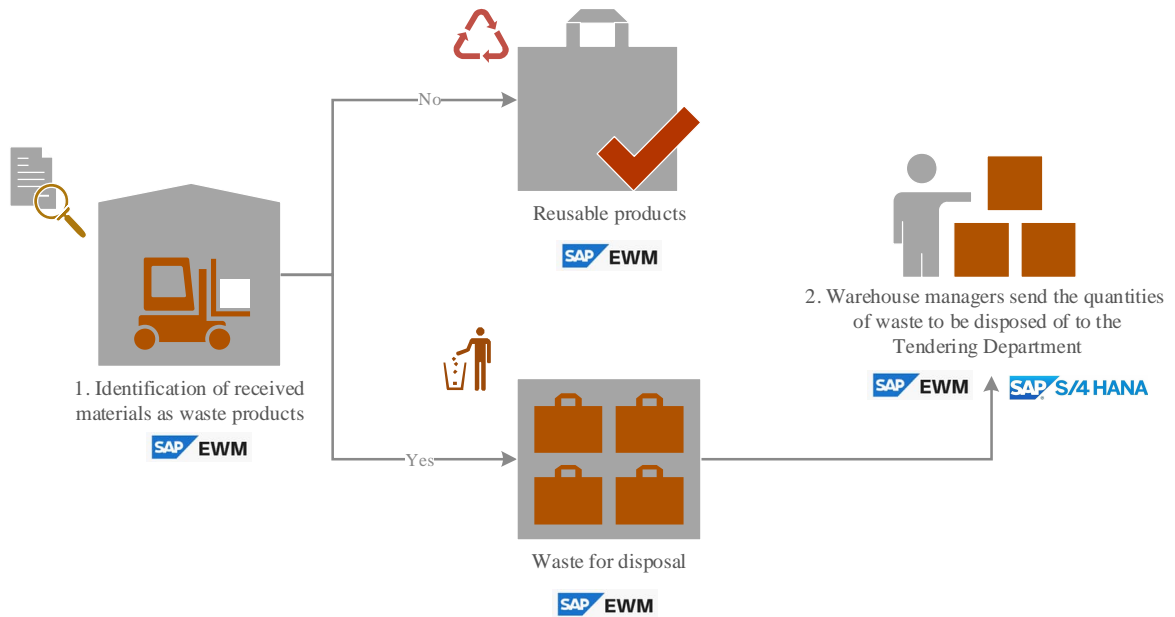 No
Reusable products
SAP EWM
1. Identification of received
materials as waste products
SAP EWM
Yes
Waste for disposal
SAP EWM
2. Warehouse managers send the quantities
of waste to be disposed of to the
Tendering Department
SAP EWM
SAP S/4 HANA